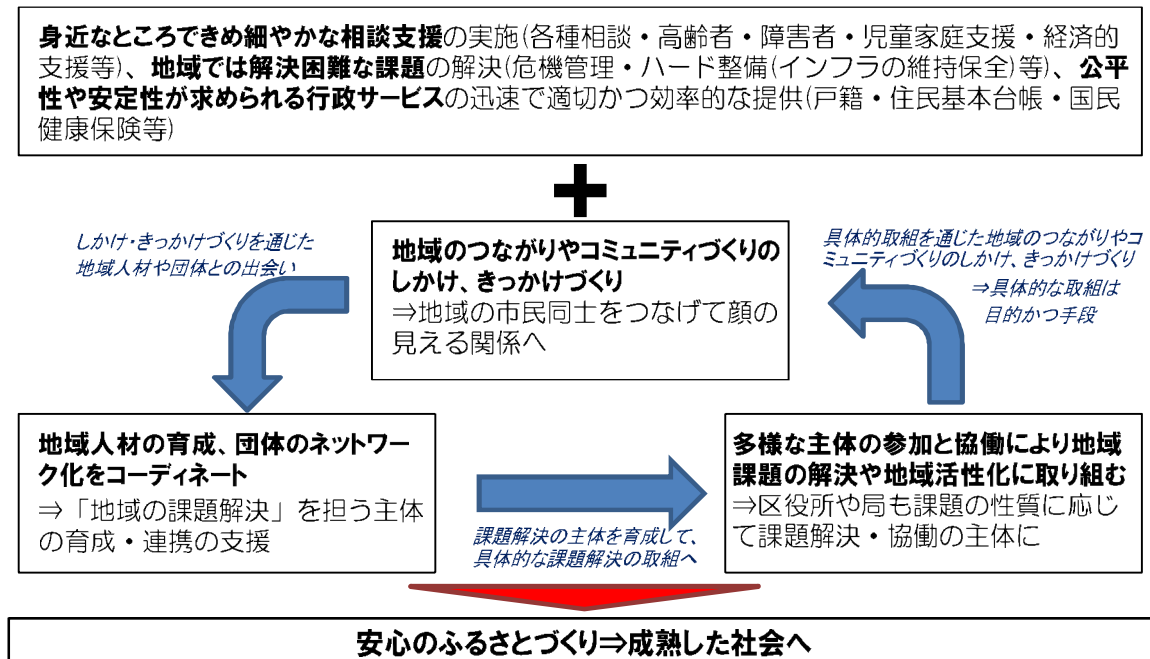 身近なところできめ細やかな相談支援の実施(各種相談・高齢者・障害者・児童家庭支援・経済的
支援等)、地域では解決困難な課題の解決(危機管理・ハード整備(インフラの維持保全)等)、公平
性や安定性が求められる行政サービスの迅速で適切かつ効率的な提供(戸籍・住民基本台帳・国民
健康保険等)
しかけ・きっかけづくりを通じた
地域人材や団体との出会い
地域のつながりやコミュニティづくりの
しかけ、きっかけづくり
⇒地域の市民同士をつなげて顔の
見える関係へ
具体的取組を通じた地域のつながりやコ
ミュニティづくりのしかけ、きっかけづくり
⇒具体的な取組は
目的かつ手段
地域人材の育成、団体のネットワー
ク化をコーディネート
⇒「地域の課題解決」を担う主体
の育成・連携の支援
課題解決の主体を育成して、
具体的な課題解決の取組へ
多様な主体の参加と協働により地域
課題の解決や地域活性化に取り組む
⇒区役所や局も課題の性質に応じ
て課題解決・協働の主体に
安心のふるさとづくり⇒成熟した社会へ